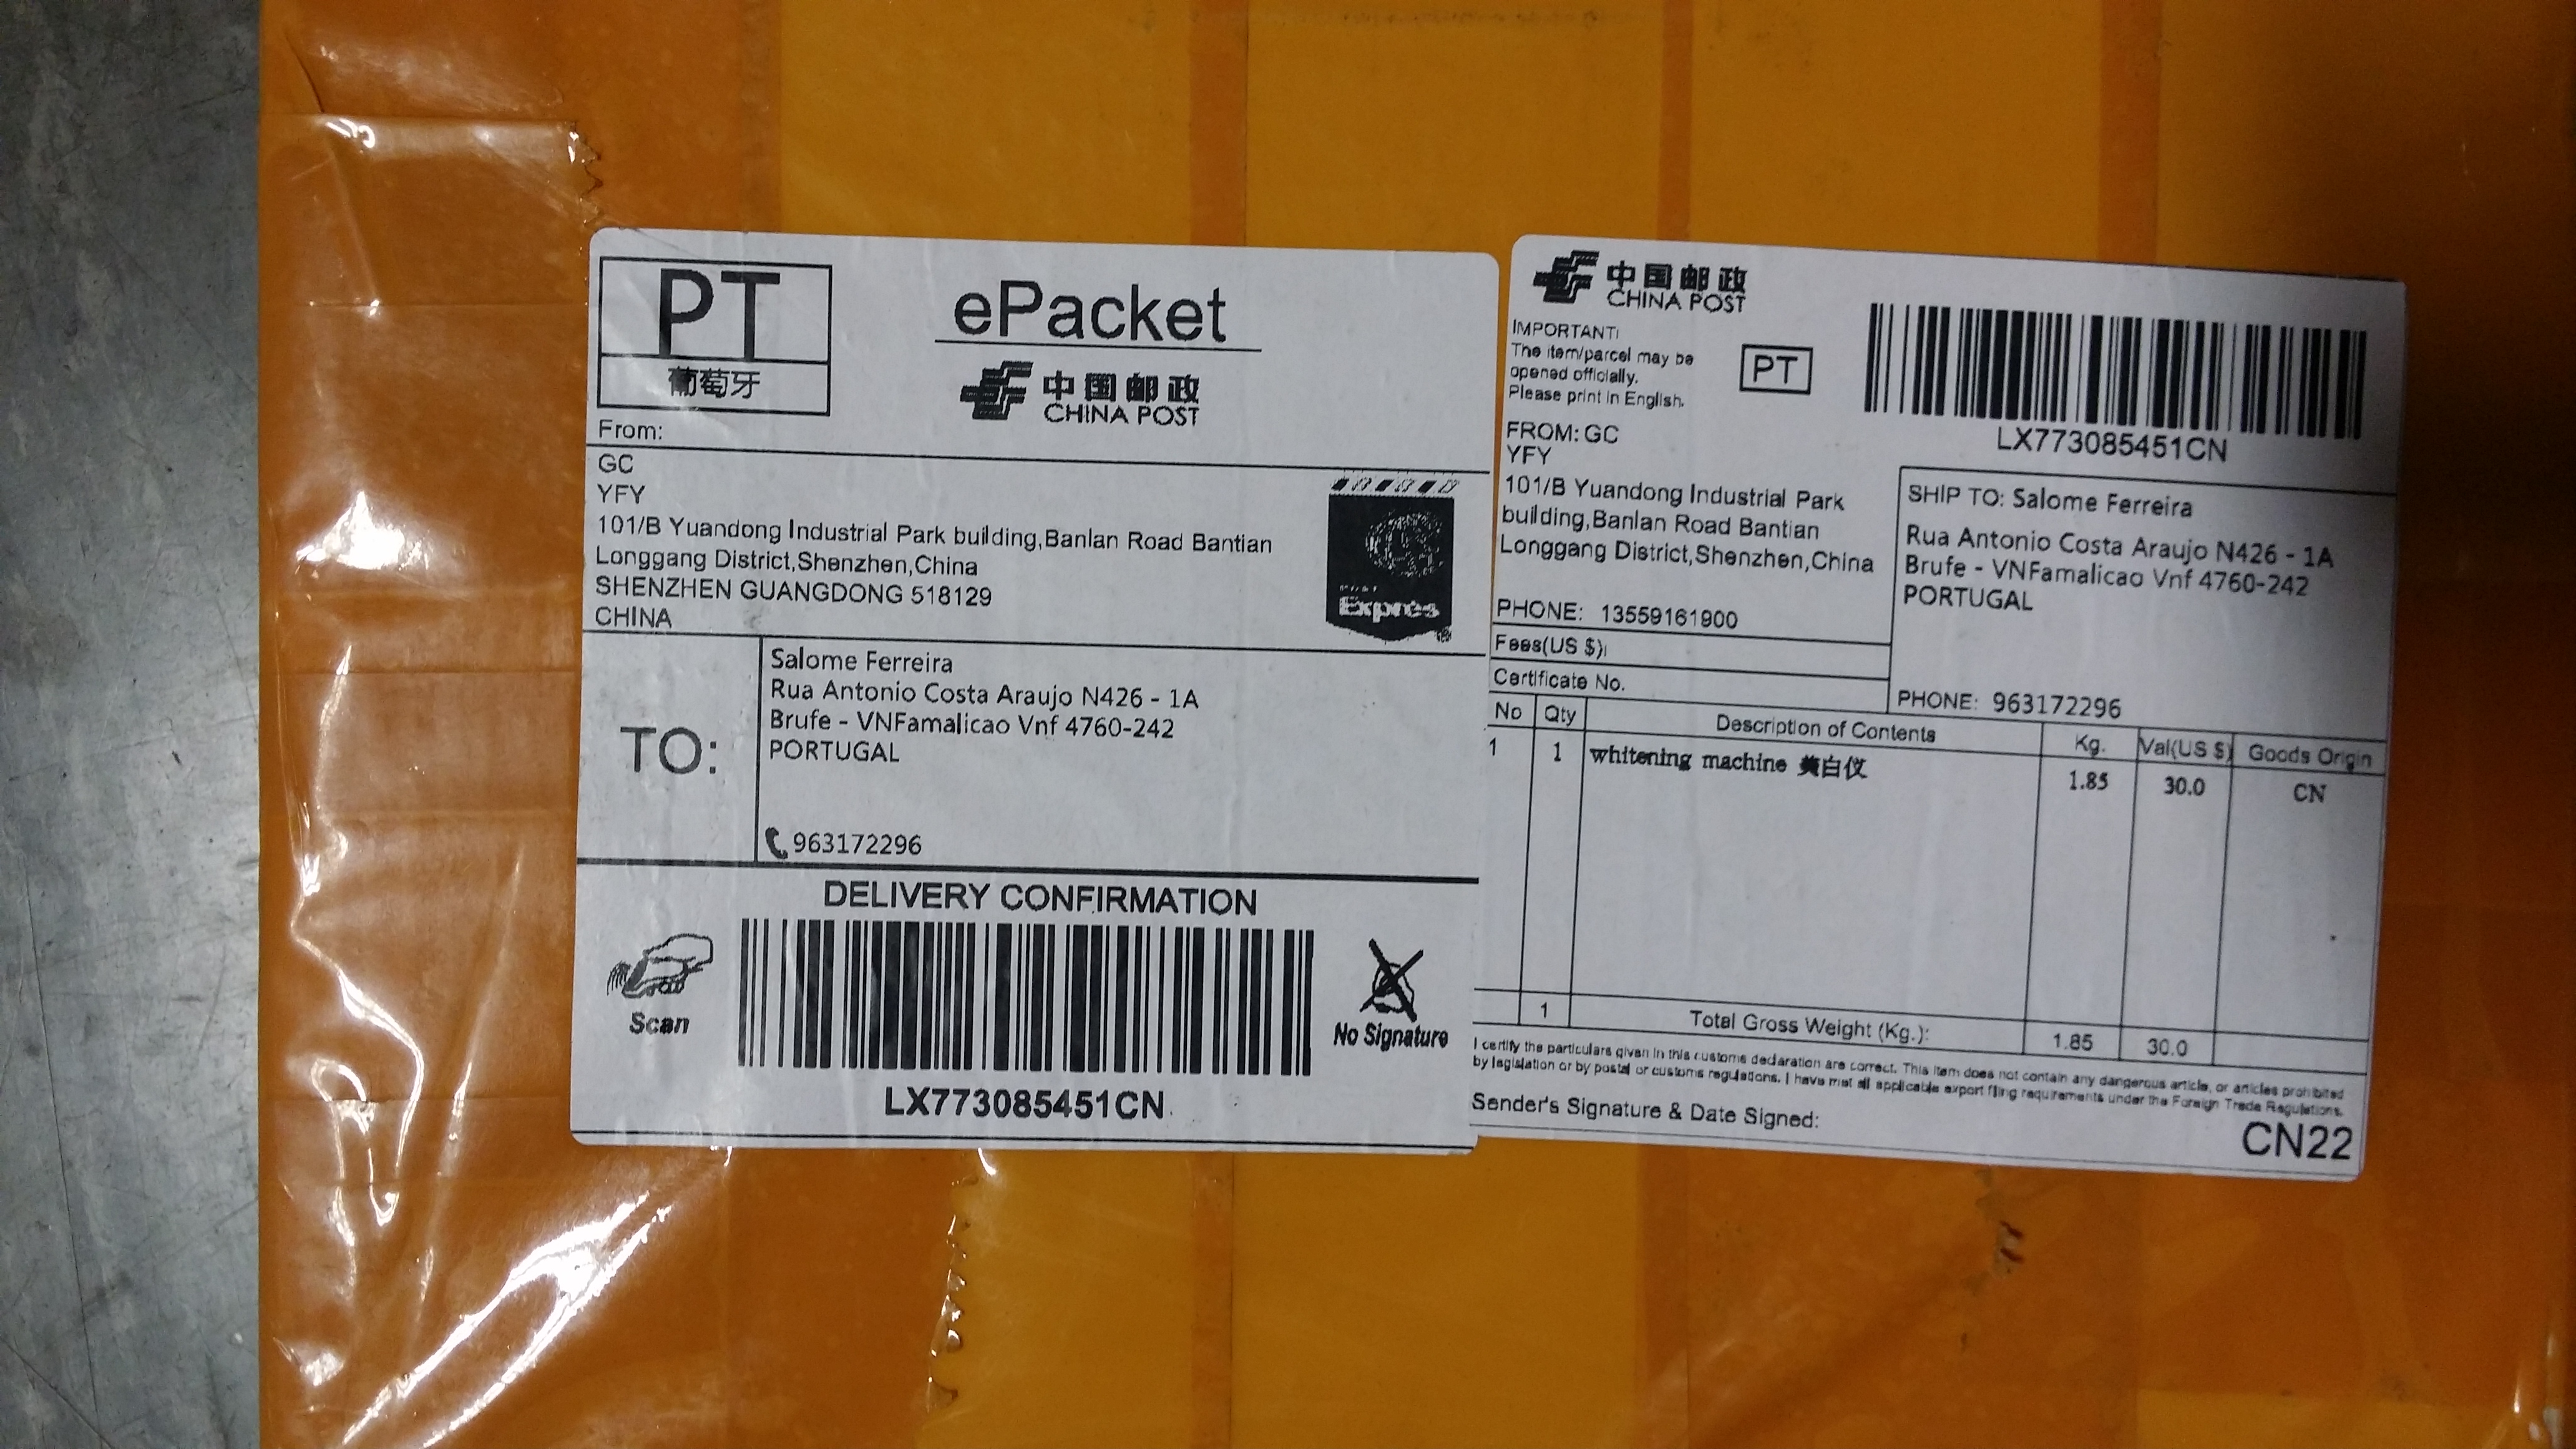 PT
葡萄牙
ePacket
中国邮政
CHINA POST
From:
GC
YFY
101/B Yuandong Industrial Park building,Banlan Road Bantian
Longgang District,Shenzhen,China
SHENZHEN GUANGDONG 518129
CHINA
Exprés
TO:
Salome Ferreira
Rua Antonio Costa Araujo N426 - 1A
Brufe - VNFamalicao Vnf 4760-242
PORTUGAL
963172296
DELIVERY CONFIRMATION
Scan
No Signature
LX773085451CN
中国邮政
CHINA POST
IMPORTANT:
The item/parcel may be
opened officially.
Please print in English.
PT
LX773085451CN
FROM: GC
YFY
101/B Yuandong Industrial Park
building,Banlan Road Bantian
Longgang District,Shenzhen,China
PHONE: 13559161900
Fees(US $):
Certificate No.
SHIP TO: Salome Ferreira
Rua Antonio Costa Araujo N426 - 1A
Brufe - VNFamalicao Vnf 4760-242
PORTUGAL
PHONE: 963172296
No Qty Description of Contents Kg. Val(US $) Goods Origin
1 1 whitening machine 美白仪 1.85 30.0 CN
1 Total Gross Weight (Kg.): 1.85 30.0
I certify the particulars given in this customs declaration are correct. This item does not contain any dangerous article, or articles prohibited
by legislation or by postal or customs regulations. I have met all applicable export filing requirements under the Foreign Trade Regulations.
Sender's Signature & Date Signed:
CN22